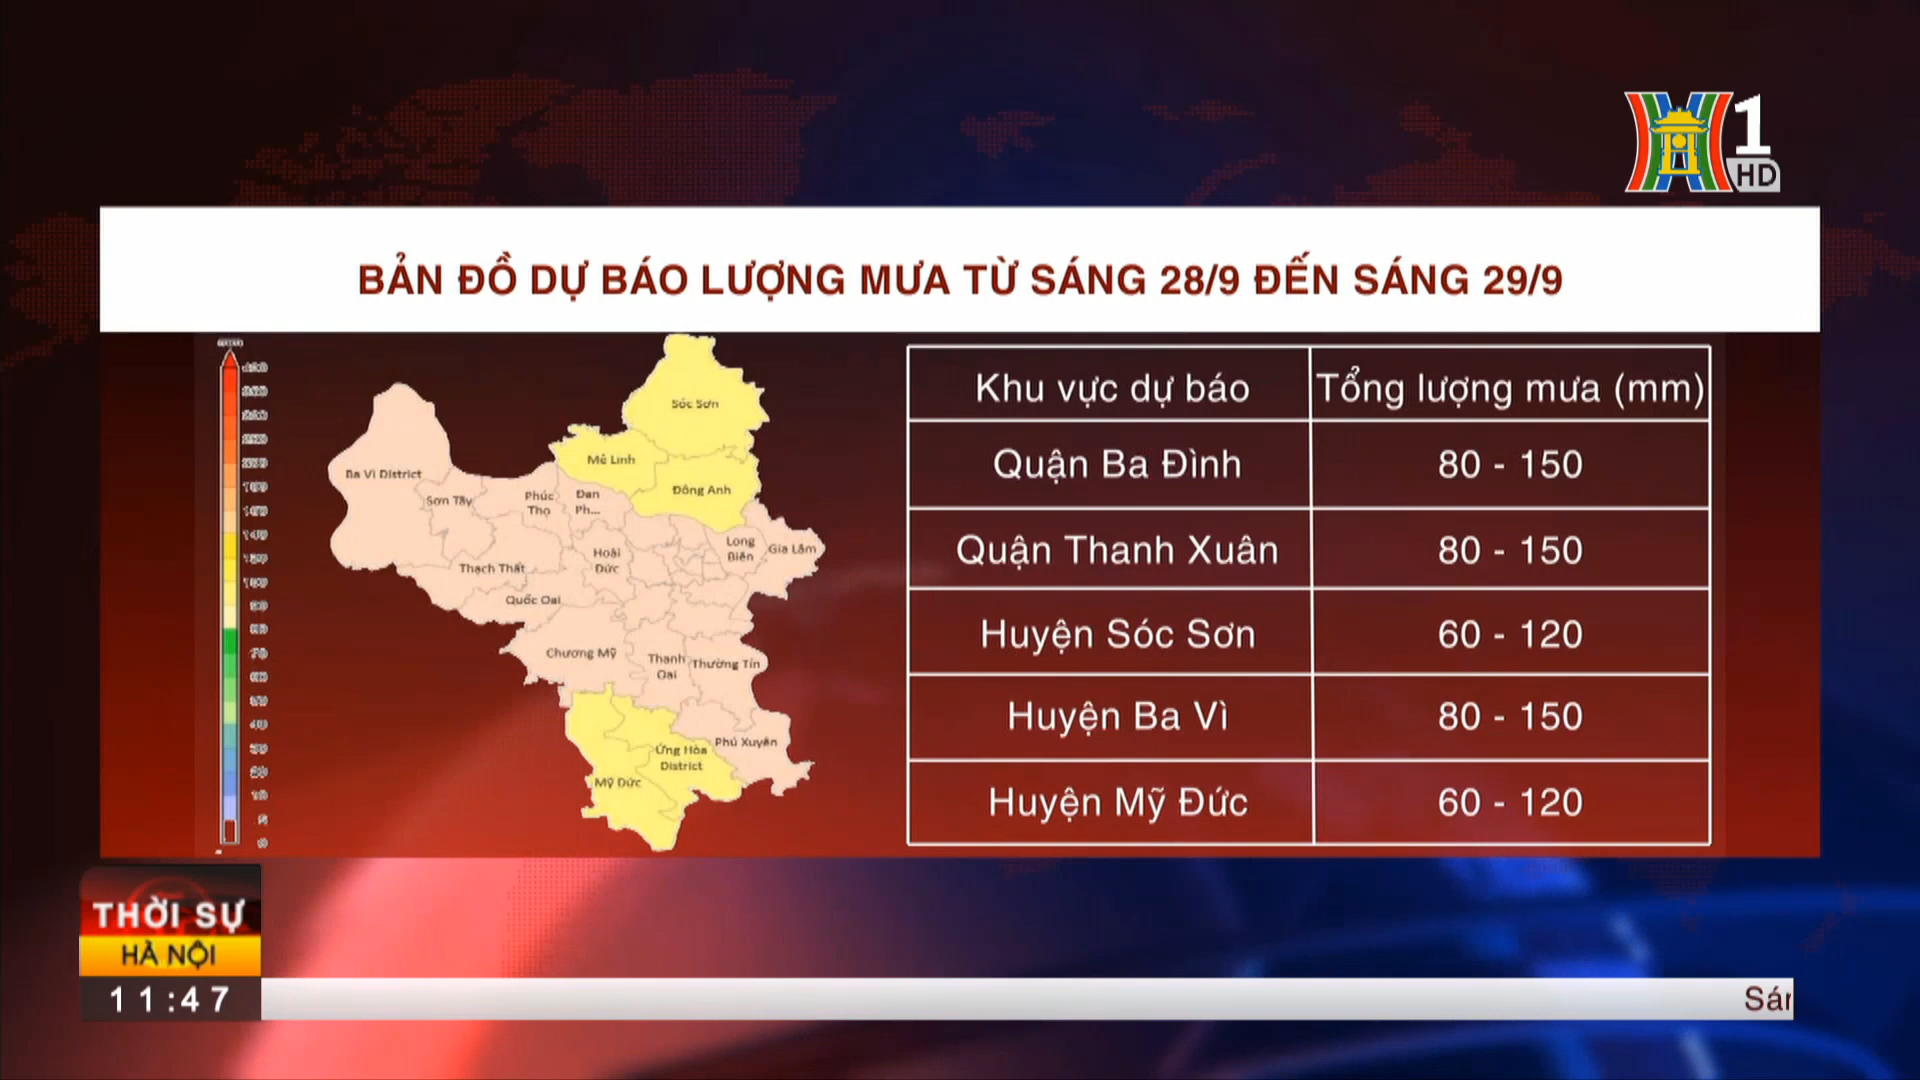 1
HD
BẢN ĐỒ DỰ BÁO LƯỢNG MƯA TỪ SÁNG 28/9 ĐẾN SÁNG 29/9
Sóc Sơn
Mê Linh
Đông Anh
Ba Vì District
Sơn Tây
Phúc
Thọ
Đan
Ph...
Long
Biên
Gia Lâm
Hoài
Đức
Thạch Thất
Quốc Oai
Chương Mỹ
Thanh
Oai
Thường Tín
Phú Xuyên
Ứng Hòa
District
Mỹ Đức
Khu vực dự báo Tổng lượng mưa (mm)
Quận Ba Đình 80 - 150
Quận Thanh Xuân 80 - 150
Huyện Sóc Sơn 60 - 120
Huyện Ba Vì 80 - 150
Huyện Mỹ Đức 60 - 120
THỜI SỰ
HÀ NỘI
11:47